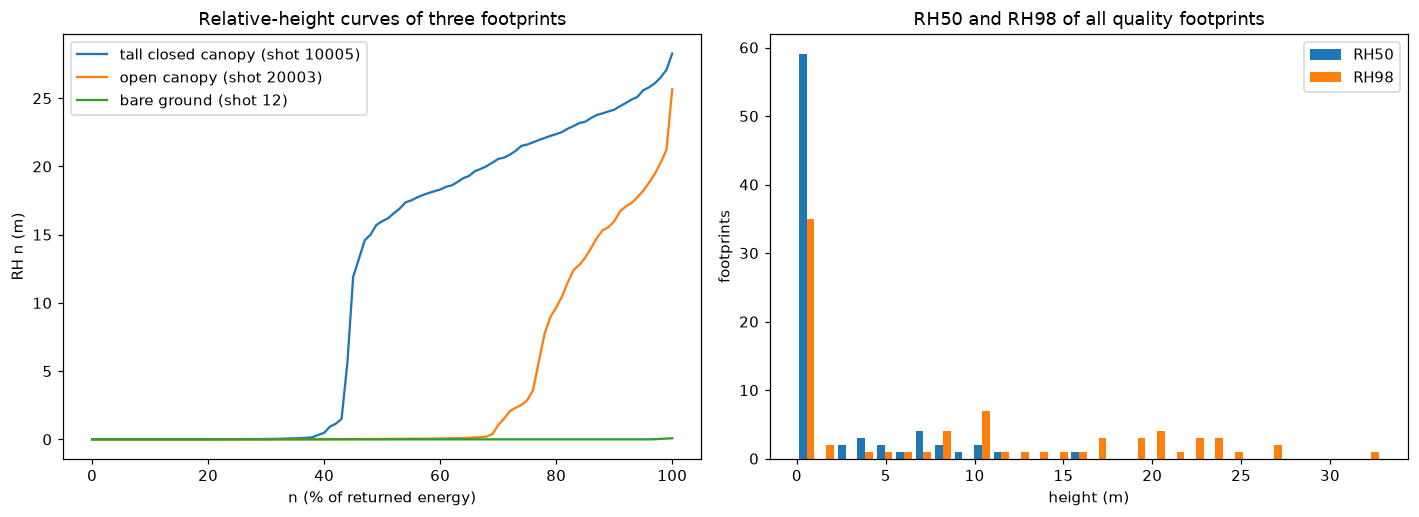 Relative-height curves of three footprints
tall closed canopy (shot 10005)
open canopy (shot 20003)
bare ground (shot 12)
RH n (m)
25
20
15
10
5
0
0 20 40 60 80 100
n (% of returned energy)
RH50 and RH98 of all quality footprints
RH50
RH98
footprints
60
50
40
30
20
10
0
0 5 10 15 20 25 30
height (m)